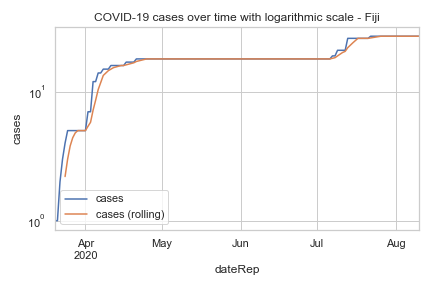 COVID-19 cases over time with logarithmic scale - Fiji
cases
10¹
10⁰
cases
cases (rolling)
Apr
2020
May
Jun
Jul
Aug
dateRep